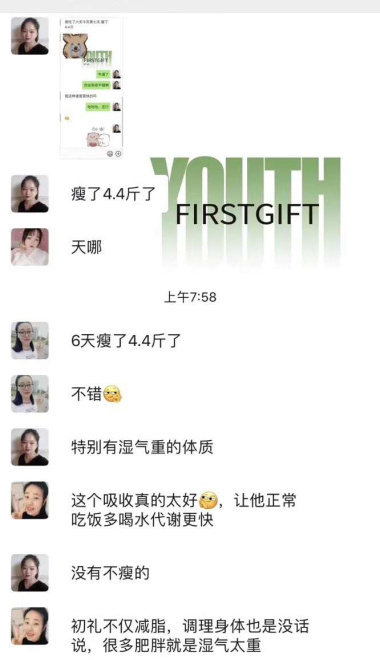 瘦了4.4斤了
YOUTH
FIRSTGIFT
天哪
上午7:58
6天瘦了4.4斤了
不错
特别有湿气重的体质
这个吸收真的太好，让他正常
吃饭多喝水代谢更快
没有不瘦的
初礼不仅减脂，调理身体也是没话
说，很多肥胖就是湿气太重